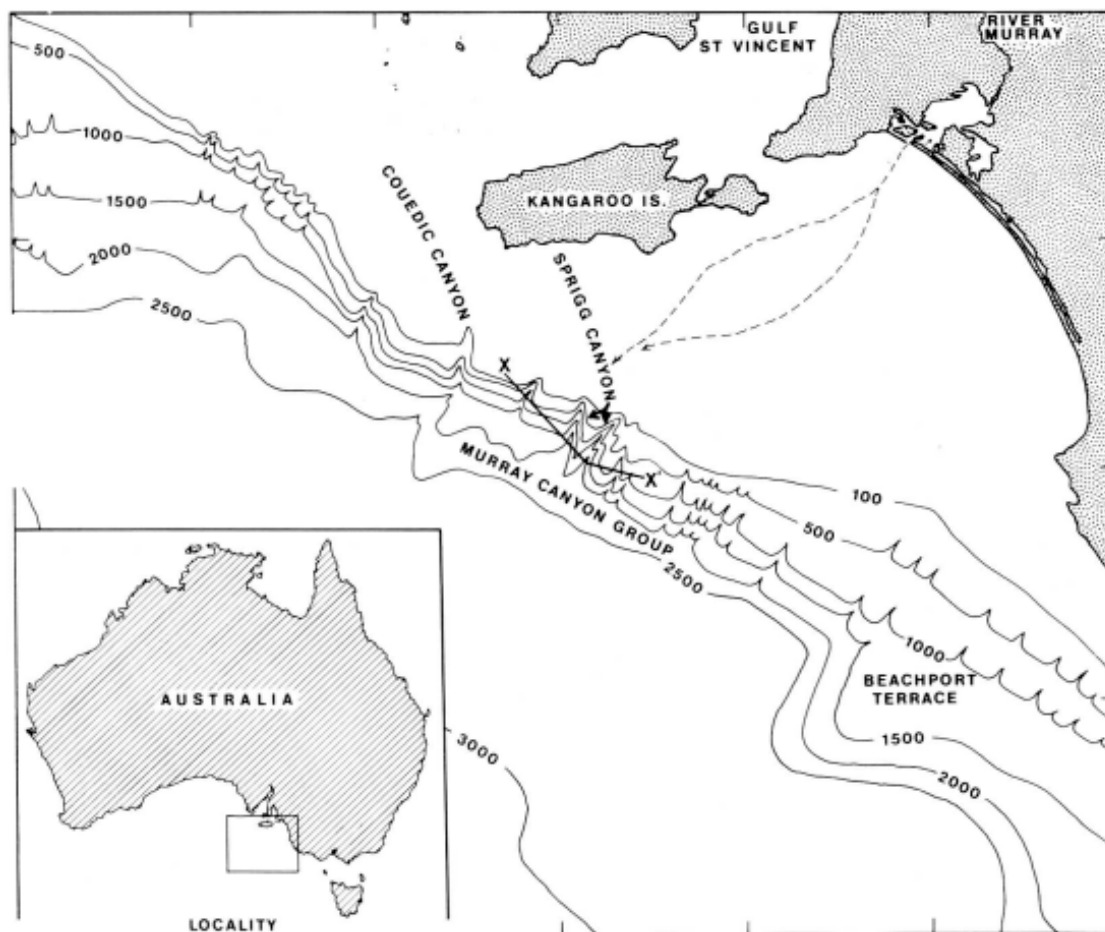 GULF
ST VINCENT
RIVER
MURRAY
500
1000
1500
2000
2500
COUEDIC CANYON
KANGAROO IS.
SPRIGG CANYON
X
X
MURRAY CANYON GROUP
100
500
2500
1000
BEACHPORT
TERRACE
1500
2000
3000
AUSTRALIA
LOCALITY